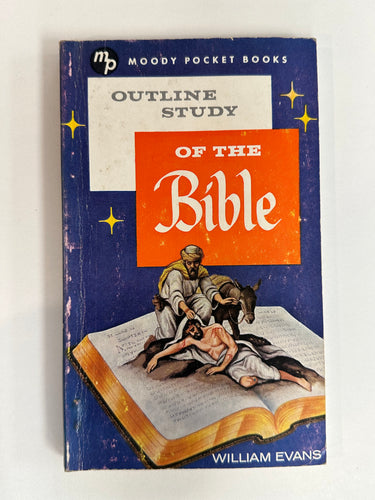 mp MOODY POCKET BOOKS
OUTLINE
STUDY
OF THE
Bible
WILLIAM EVANS